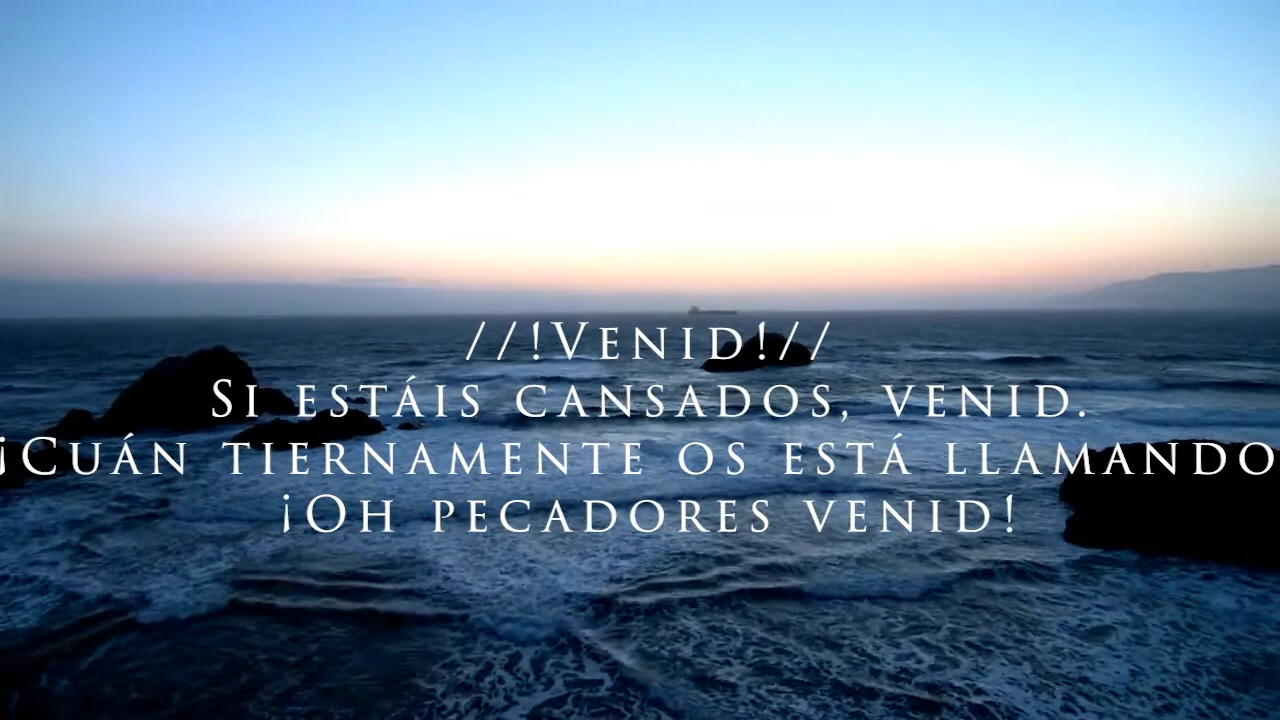 //!Venid!//
Si estáis cansados, venid.
¡Cuán tiernamente os está llamando
¡Oh pecadores venid!